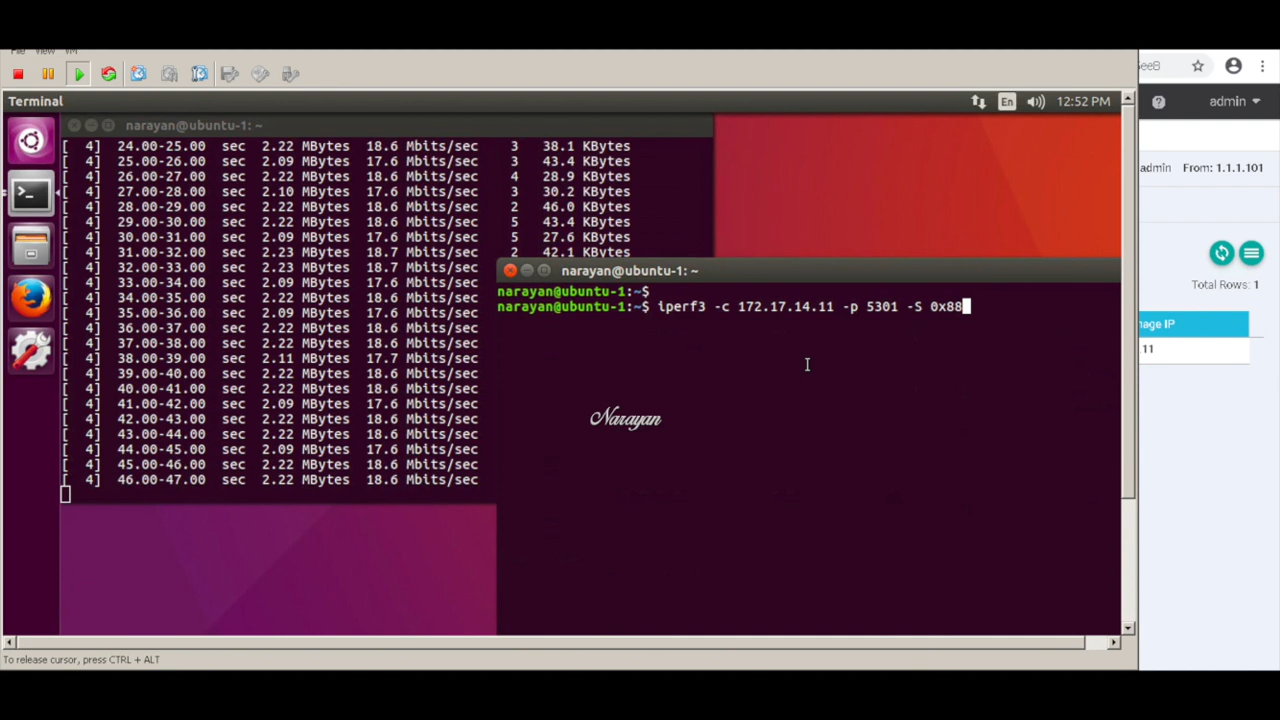 File View VM
5ee8
Terminal
En
12:52 PM
admin
narayan@ubuntu-1: ~
[ 4] 24.00-25.00 sec 2.22 MBytes 18.6 Mbits/sec 3 38.1 KBytes
[ 4] 25.00-26.00 sec 2.09 MBytes 17.6 Mbits/sec 3 43.4 KBytes
[ 4] 26.00-27.00 sec 2.22 MBytes 18.6 Mbits/sec 4 28.9 KBytes
[ 4] 27.00-28.00 sec 2.10 MBytes 17.6 Mbits/sec 3 30.2 KBytes
[ 4] 28.00-29.00 sec 2.22 MBytes 18.6 Mbits/sec 2 46.0 KBytes
[ 4] 29.00-30.00 sec 2.22 MBytes 18.6 Mbits/sec 5 43.4 KBytes
[ 4] 30.00-31.00 sec 2.09 MBytes 17.6 Mbits/sec 5 27.6 KBytes
[ 4] 31.00-32.00 sec 2.23 MBytes 18.7 Mbits/sec 2 42.1 KBytes
[ 4] 32.00-33.00 sec 2.23 MBytes 18.7 Mbits/sec
[ 4] 33.00-34.00 sec 2.09 MBytes 17.6 Mbits/sec
[ 4] 34.00-35.00 sec 2.22 MBytes 18.6 Mbits/sec
[ 4] 35.00-36.00 sec 2.09 MBytes 17.6 Mbits/sec
[ 4] 36.00-37.00 sec 2.22 MBytes 18.6 Mbits/sec
[ 4] 37.00-38.00 sec 2.22 MBytes 18.6 Mbits/sec
[ 4] 38.00-39.00 sec 2.11 MBytes 17.7 Mbits/sec
[ 4] 39.00-40.00 sec 2.22 MBytes 18.6 Mbits/sec
[ 4] 40.00-41.00 sec 2.22 MBytes 18.6 Mbits/sec
[ 4] 41.00-42.00 sec 2.09 MBytes 17.6 Mbits/sec
[ 4] 42.00-43.00 sec 2.22 MBytes 18.6 Mbits/sec
[ 4] 43.00-44.00 sec 2.22 MBytes 18.6 Mbits/sec
[ 4] 44.00-45.00 sec 2.09 MBytes 17.6 Mbits/sec
[ 4] 45.00-46.00 sec 2.22 MBytes 18.6 Mbits/sec
[ 4] 46.00-47.00 sec 2.22 MBytes 18.6 Mbits/sec
narayan@ubuntu-1: ~
narayan@ubuntu-1:~$
narayan@ubuntu-1:~$ iperf3 -c 172.17.14.11 -p 5301 -S 0x88
Narayan
admin From: 1.1.1.101
Total Rows: 1
nage IP
.11
To release cursor, press CTRL + ALT